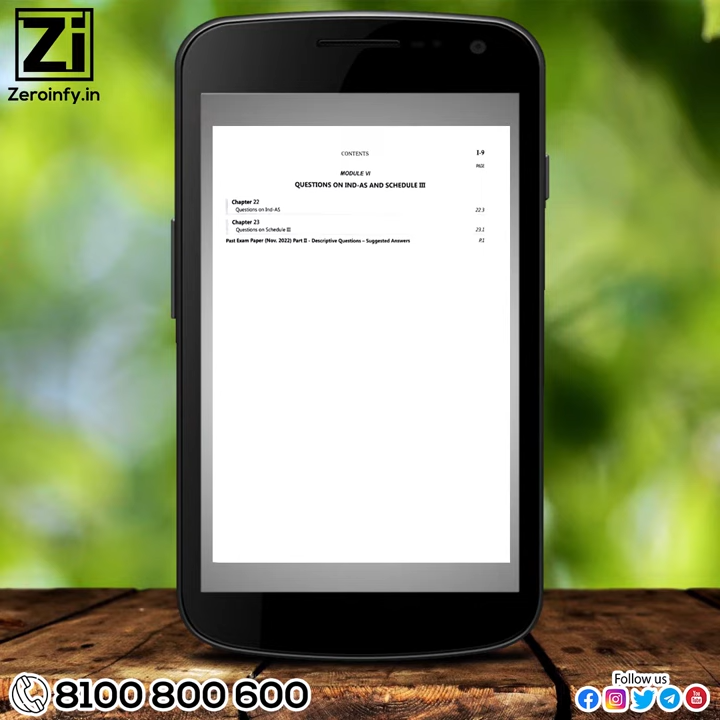 Zi
Zeroinfy.in
CONTENTS I-9
PAGE
MODULE VI
QUESTIONS ON IND-AS AND SCHEDULE III
Chapter 22
Questions on Ind-AS 22.3
Chapter 23
Questions on Schedule III 23.1
Past Exam Paper (Nov. 2022) Part II - Descriptive Questions – Suggested Answers P.1
8100 800 600
Follow us
You
Tube